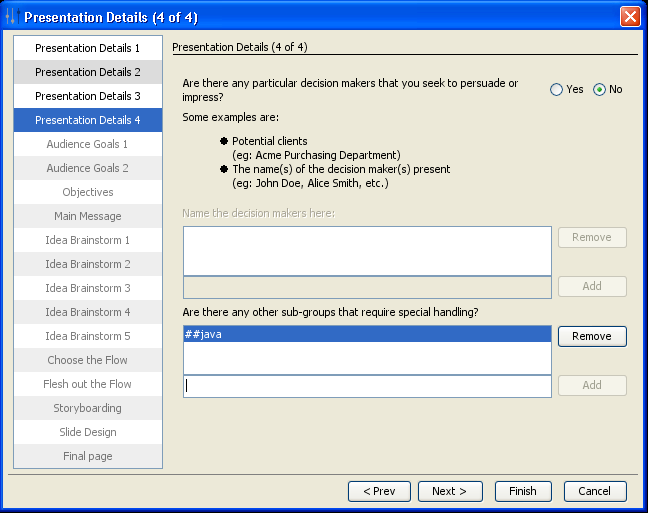 Presentation Details (4 of 4)
Presentation Details 1
Presentation Details 2
Presentation Details 3
Presentation Details 4
Audience Goals 1
Audience Goals 2
Objectives
Main Message
Idea Brainstorm 1
Idea Brainstorm 2
Idea Brainstorm 3
Idea Brainstorm 4
Idea Brainstorm 5
Choose the Flow
Flesh out the Flow
Storyboarding
Slide Design
Final page
Presentation Details (4 of 4)
Are there any particular decision makers that you seek to persuade or
impress?
Yes
No
Some examples are:
Potential clients
(eg: Acme Purchasing Department)
The name(s) of the decision maker(s) present
(eg: John Doe, Alice Smith, etc.)
Name the decision makers here:
Remove
Add
Are there any other sub-groups that require special handling?
##java
Remove
Add
< Prev
Next >
Finish
Cancel